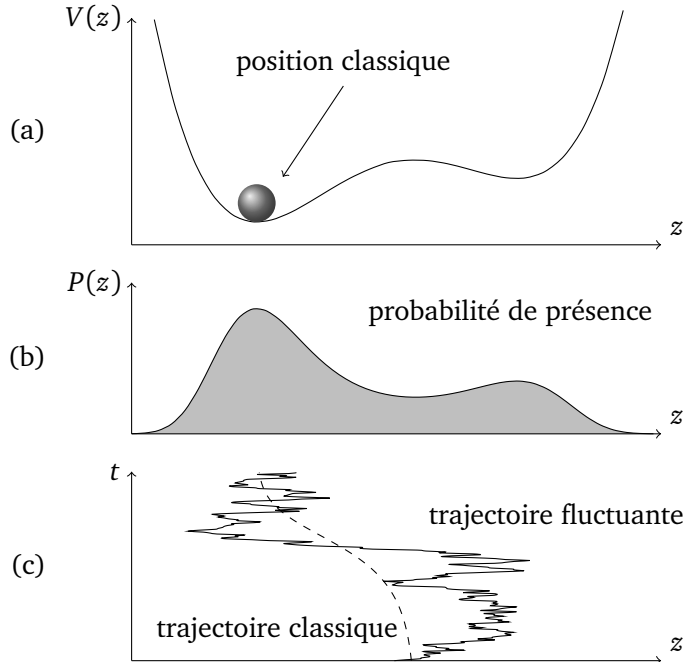 V(z)
position classique
(a)
z
P(z)
probabilité de présence
(b)
z
t
trajectoire fluctuante
(c)
trajectoire classique
z